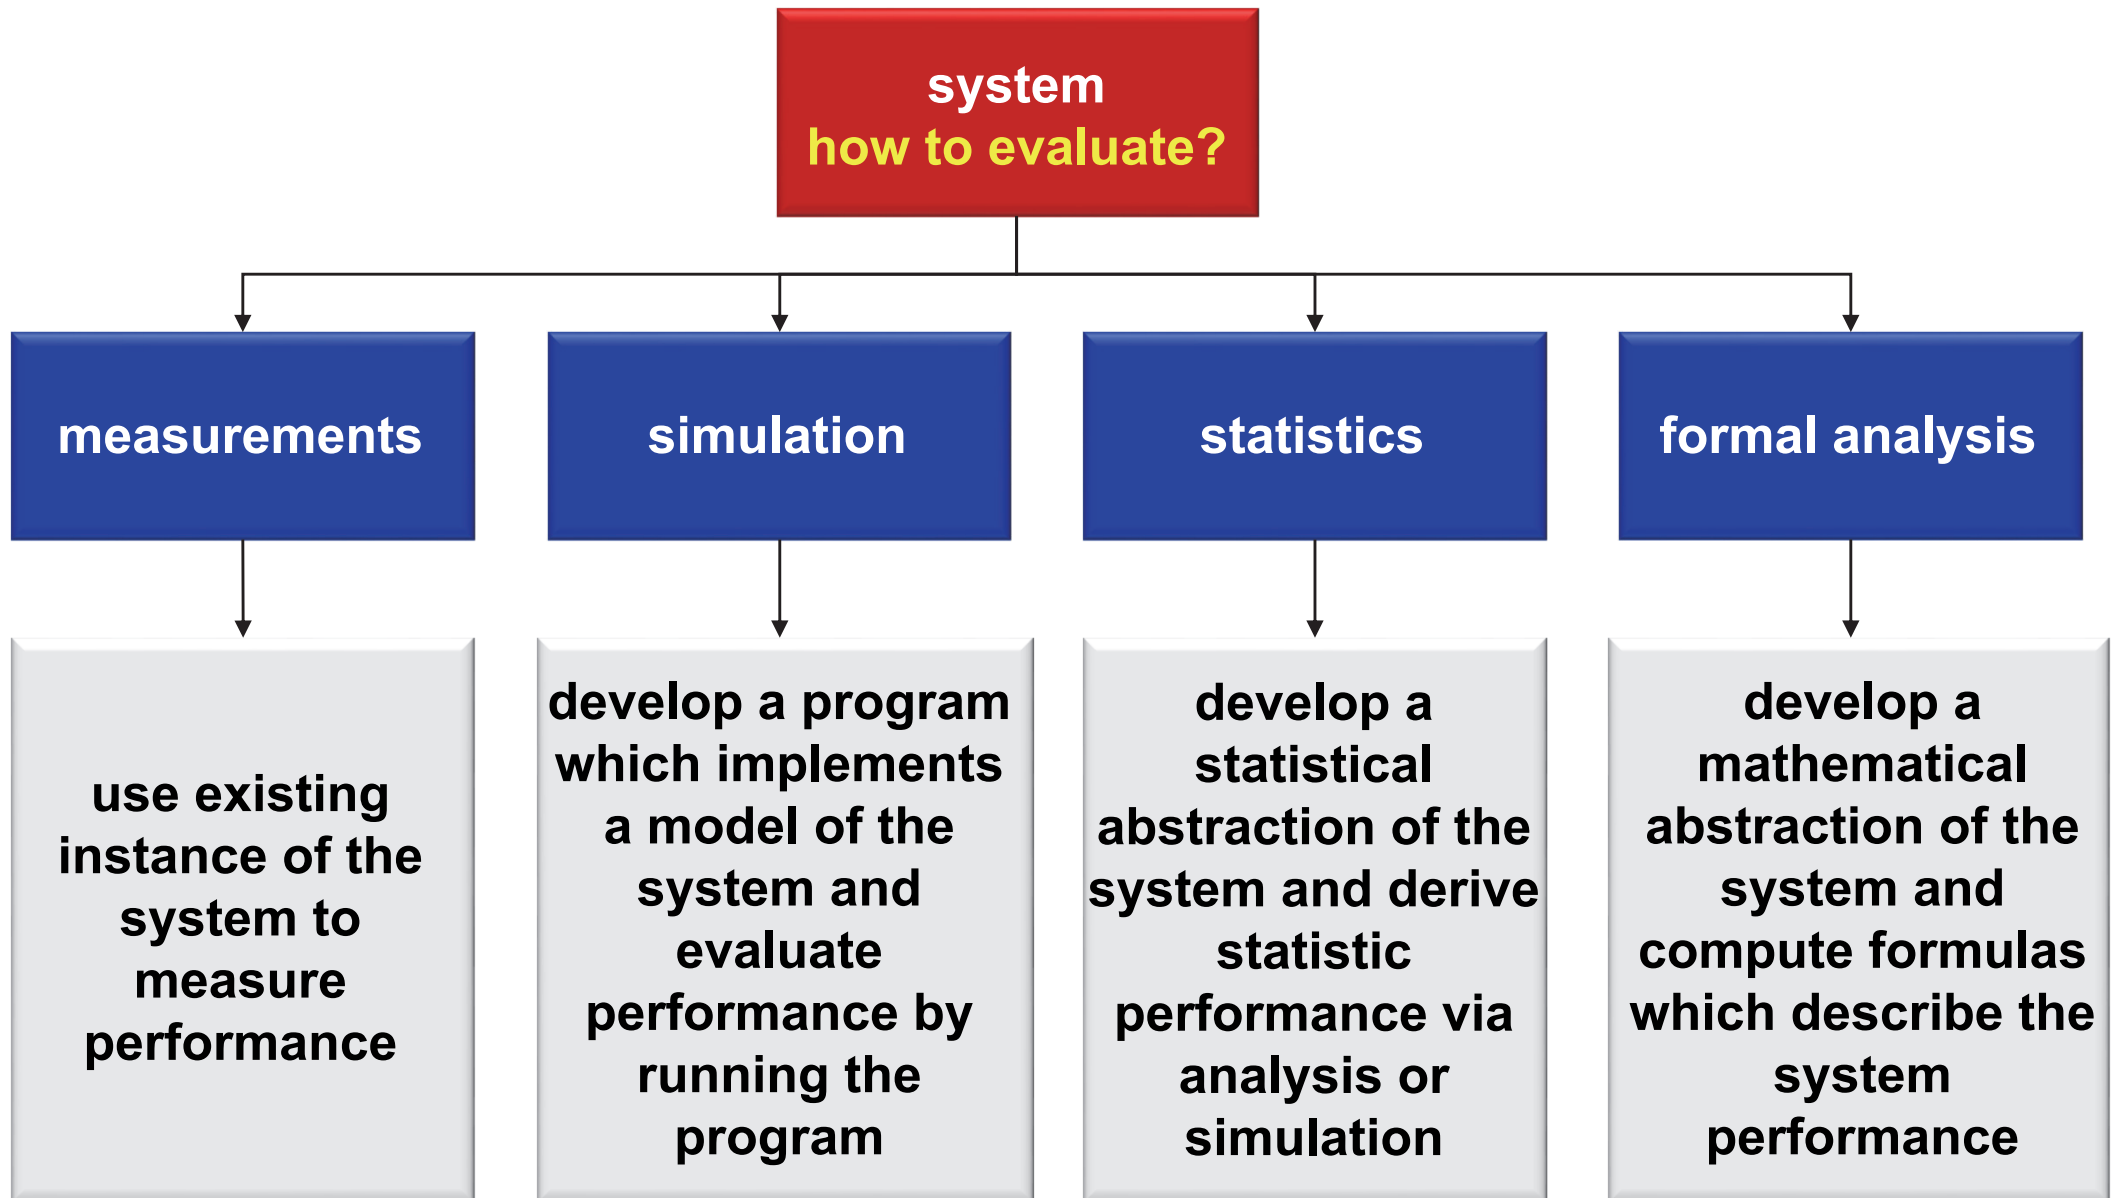 system
how to evaluate?
measurements
simulation
statistics
formal analysis
use existing
instance of the
system to
measure
performance
develop a program
which implements
a model of the
system and
evaluate
performance by
running the
program
develop a
statistical
abstraction of the
system and derive
statistic
performance via
analysis or
simulation
develop a
mathematical
abstraction of the
system and
compute formulas
which describe the
system
performance